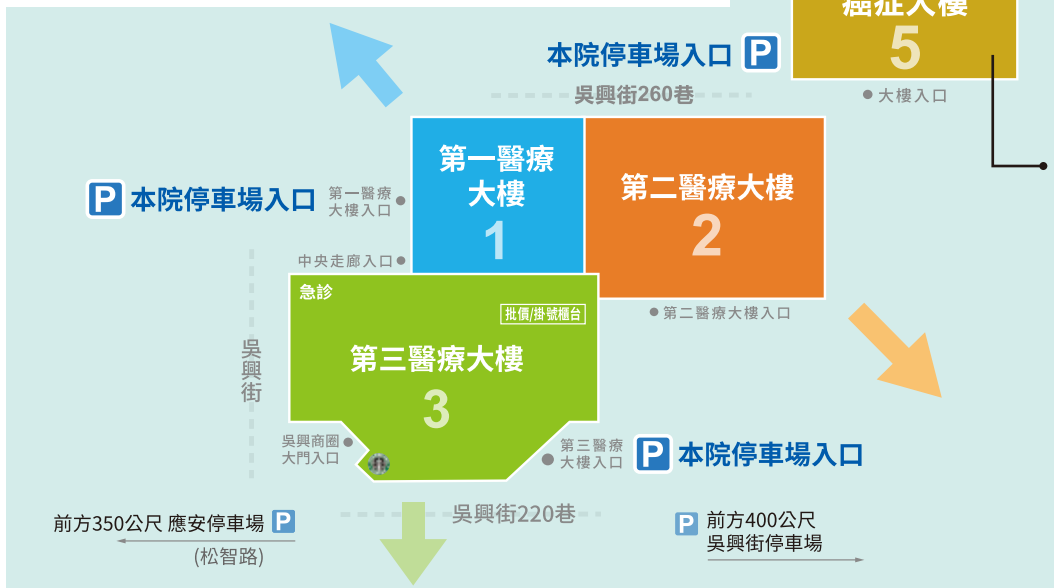 癌症大樓
5
本院停車場入口 P
大樓入口
吳興街260巷
第一醫療
大樓
1
第二醫療大樓
2
P 本院停車場入口
第一醫療
大樓入口
中央走廊入口
急診
批價/掛號櫃台
第二醫療大樓入口
第三醫療大樓
3
吳興街
吳興商圈
大門入口
第三醫療
大樓入口
P 本院停車場入口
吳興街220巷
前方350公尺 應安停車場 P
(松智路)
P 前方400公尺
吳興街停車場